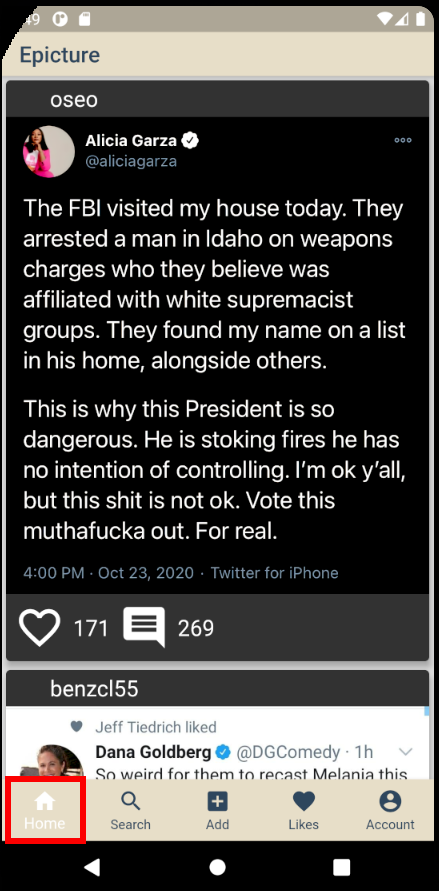 49
Epicture
oseo
Alicia Garza
@aliciagarza
The FBI visited my house today. They
arrested a man in Idaho on weapons
charges who they believe was
affiliated with white supremacist
groups. They found my name on a list
in his home, alongside others.
This is why this President is so
dangerous. He is stoking fires he has
no intention of controlling. I’m ok y’all,
but this shit is not ok. Vote this
muthafucka out. For real.
4:00 PM · Oct 23, 2020 · Twitter for iPhone
171 269
benzcl55
Jeff Tiedrich liked
Dana Goldberg @DGComedy · 1h
So weird for them to recast Melania this
Home Search Add Likes Account